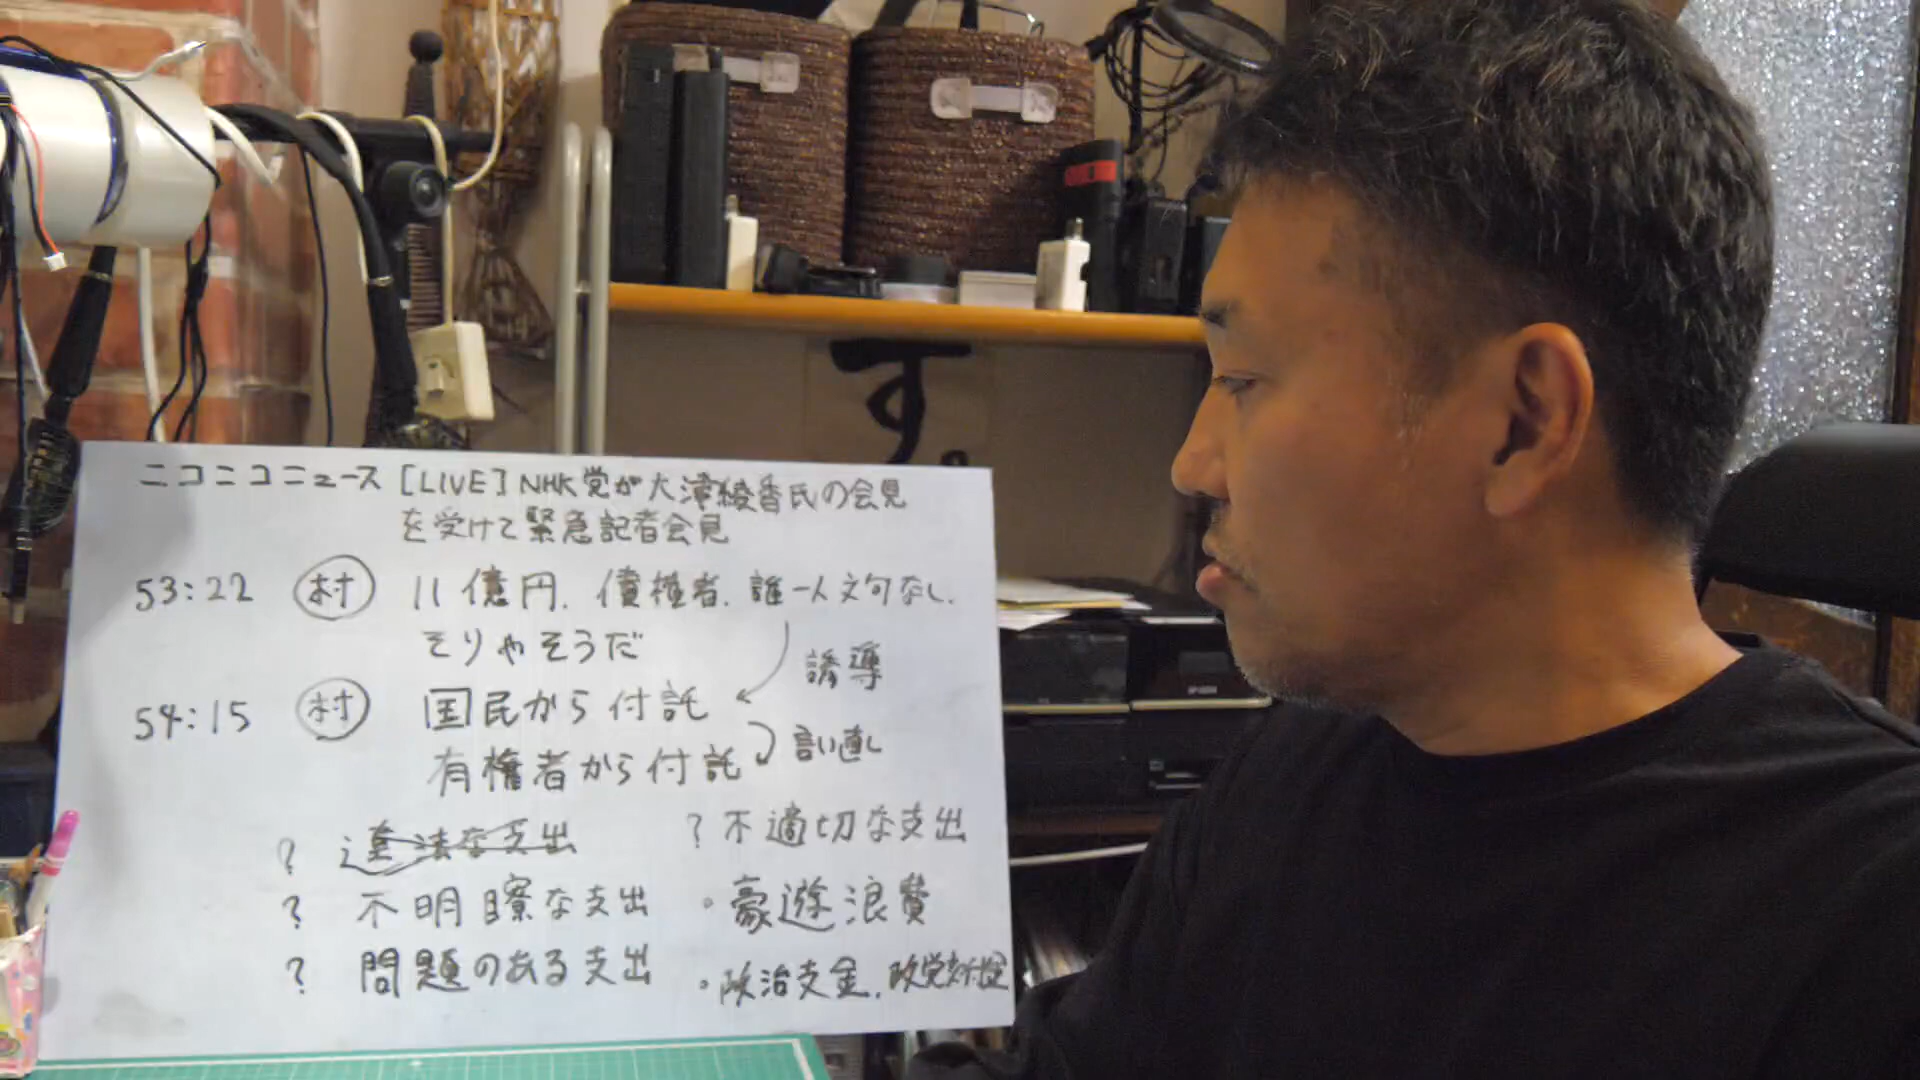 す。
ニコニコニュース [LIVE] NHK党が大津綾香氏の会見
を受けて緊急記者会見
53:22 村 11億円、債権者、誰一人文句なし、
そりゃそうだ
誘導
54:15 村 国民から付託
言い直し
有権者から付託
? 違法な支出 ? 不適切な支出
? 不明瞭な支出 ・豪遊浪費
? 問題のある支出 ・政治支金、政党